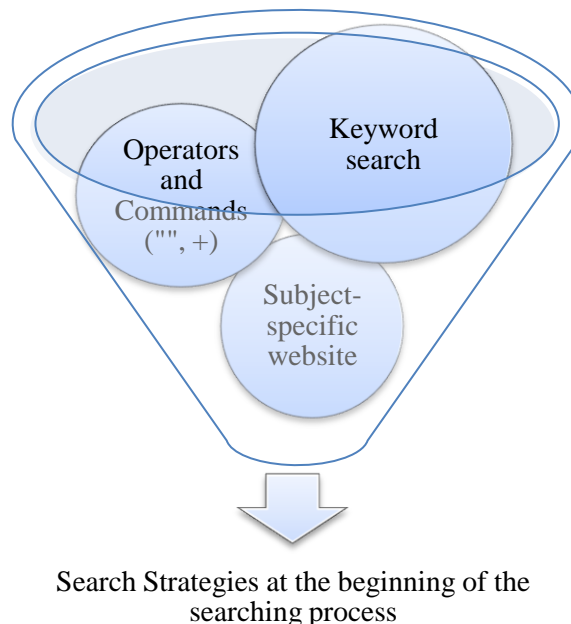 Keyword
search
Operators
and
Commands
("", +)
Subject-
specific
website
Search Strategies at the beginning of the
searching process